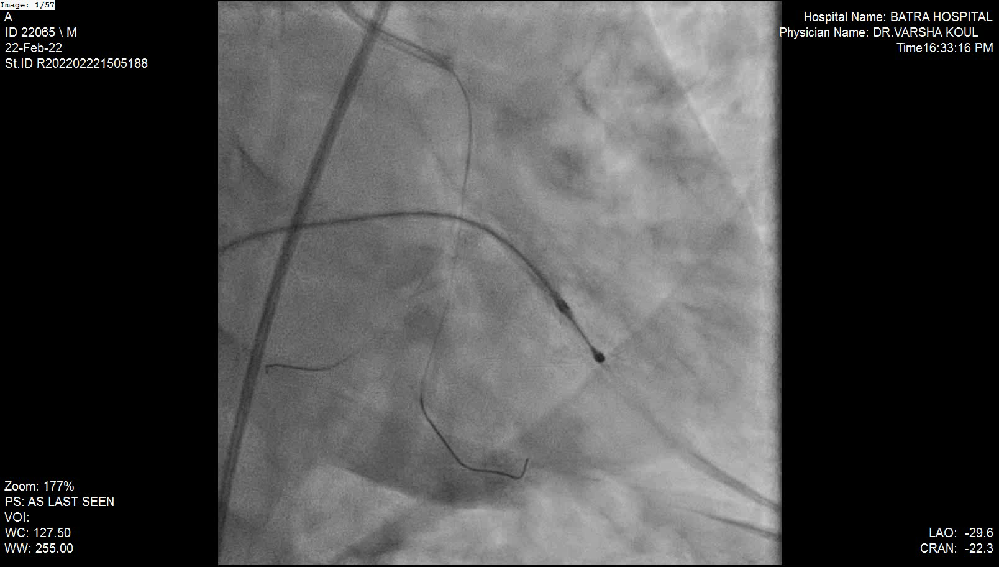 Image: 1/57
A
ID 22065 \ M
22-Feb-22
St.ID R202202221505188
Hospital Name: BATRA HOSPITAL
Physician Name: DR.VARSHA KOUL
Time16:33:16 PM
Zoom: 177%
PS: AS LAST SEEN
VOI:
WC: 127.50
WW: 255.00
LAO: -29.6
CRAN: -22.3